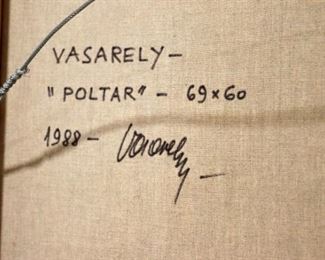 VASARELY –
"POLTAR" – 69×60
1988 – Vasarely –